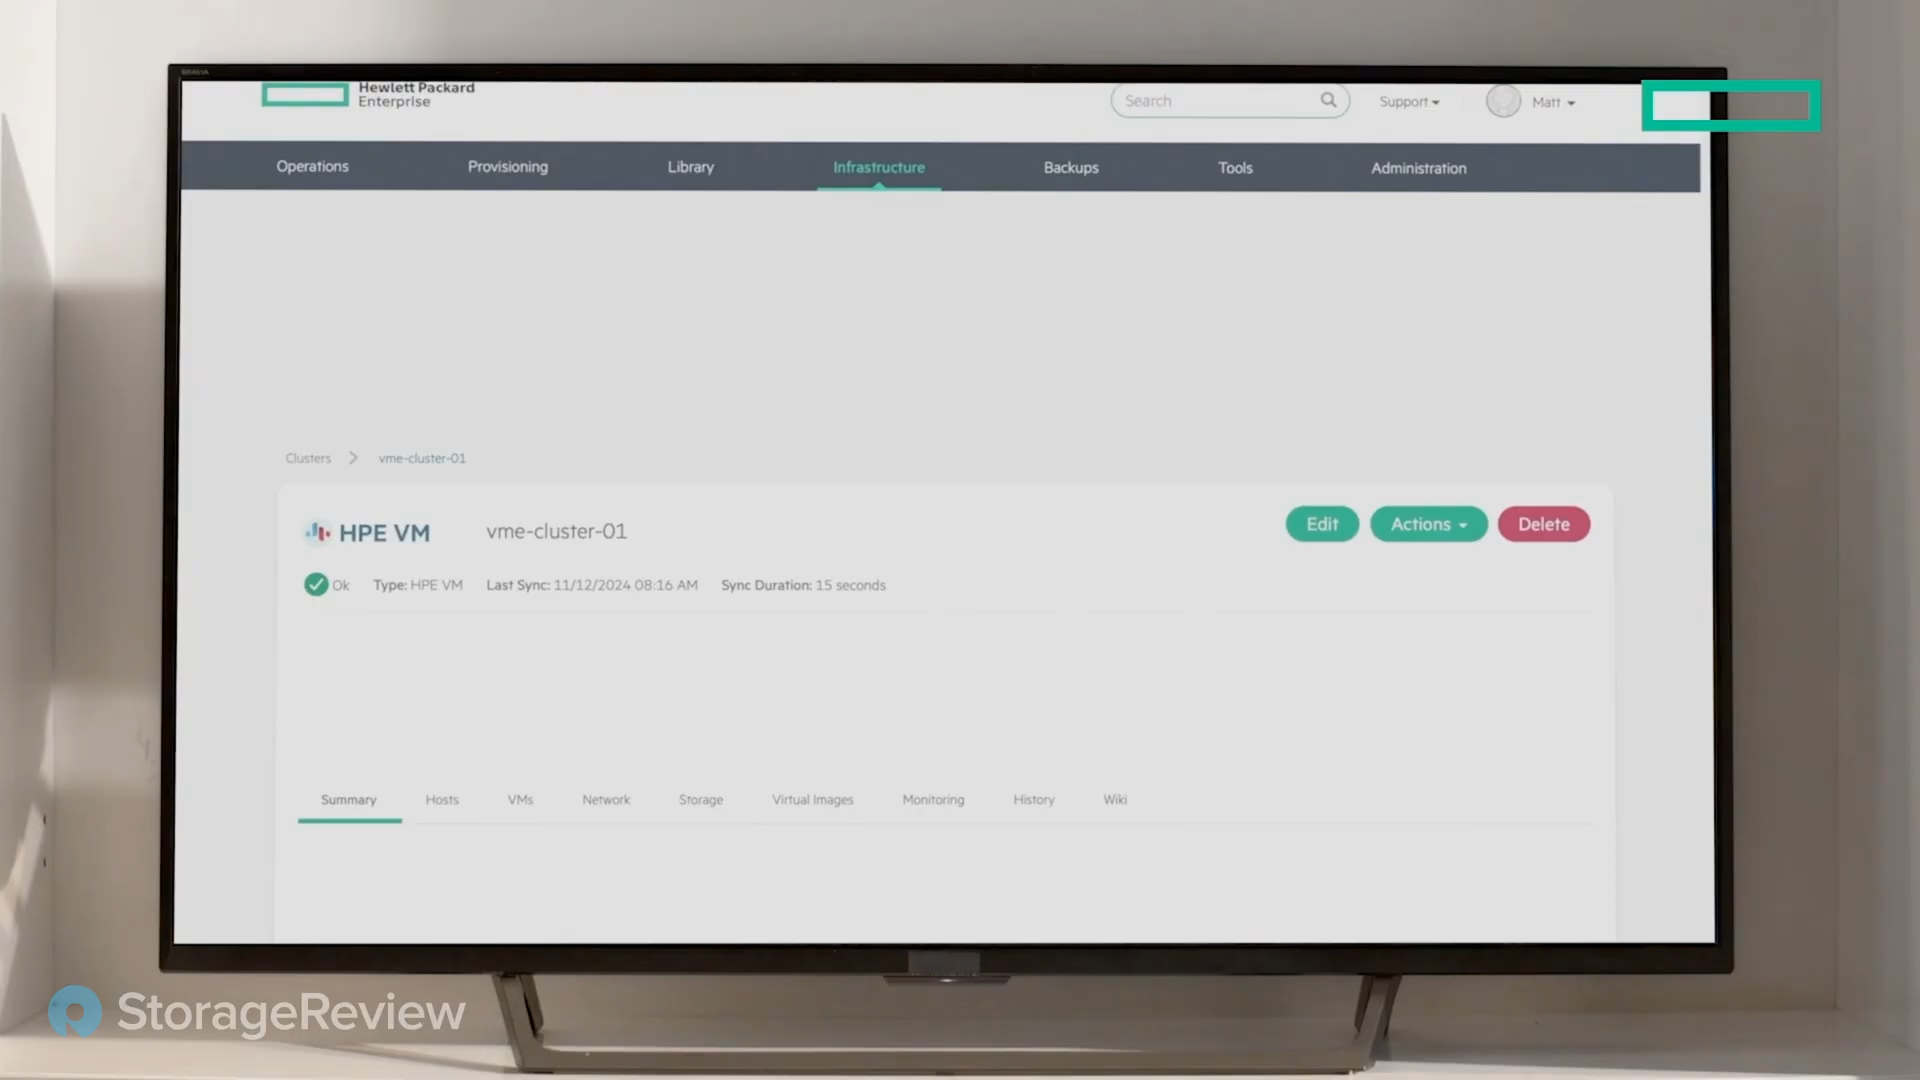 Hewlett Packard
Enterprise
Search
Support
Matt
Operations
Provisioning
Library
Infrastructure
Backups
Tools
Administration
Clusters
vme-cluster-01
HPE VM
vme-cluster-01
Edit
Actions
Delete
Ok
Type: HPE VM
Last Sync: 11/12/2024 08:16 AM
Sync Duration: 15 seconds
Summary
Hosts
VMs
Network
Storage
Virtual Images
Monitoring
History
Wiki
StorageReview